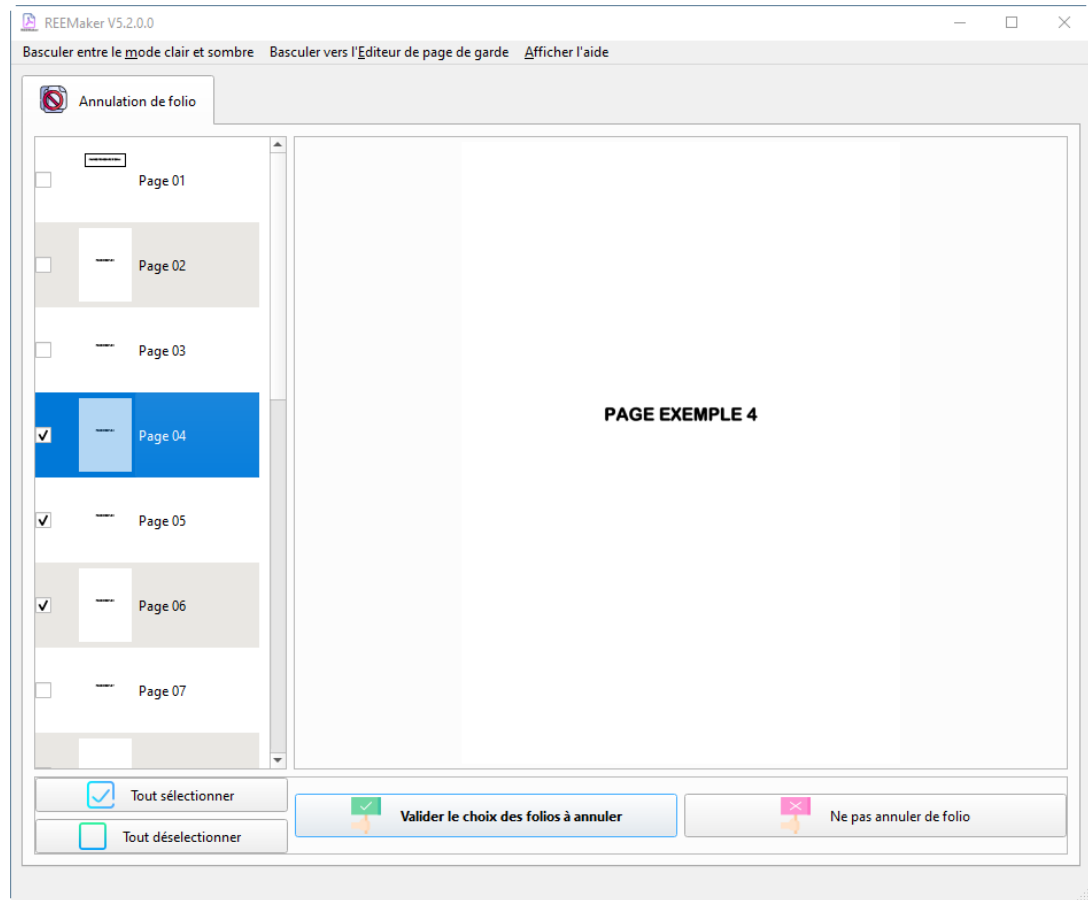 REEMaker V5.2.0.0
Basculer entre le mode clair et sombre Basculer vers l'Editeur de page de garde Afficher l'aide
Annulation de folio
Page 01
Page 02
Page 03
Page 04
Page 05
Page 06
Page 07
PAGE EXEMPLE 4
Tout sélectionner
Tout déselectionner
Valider le choix des folios à annuler
Ne pas annuler de folio